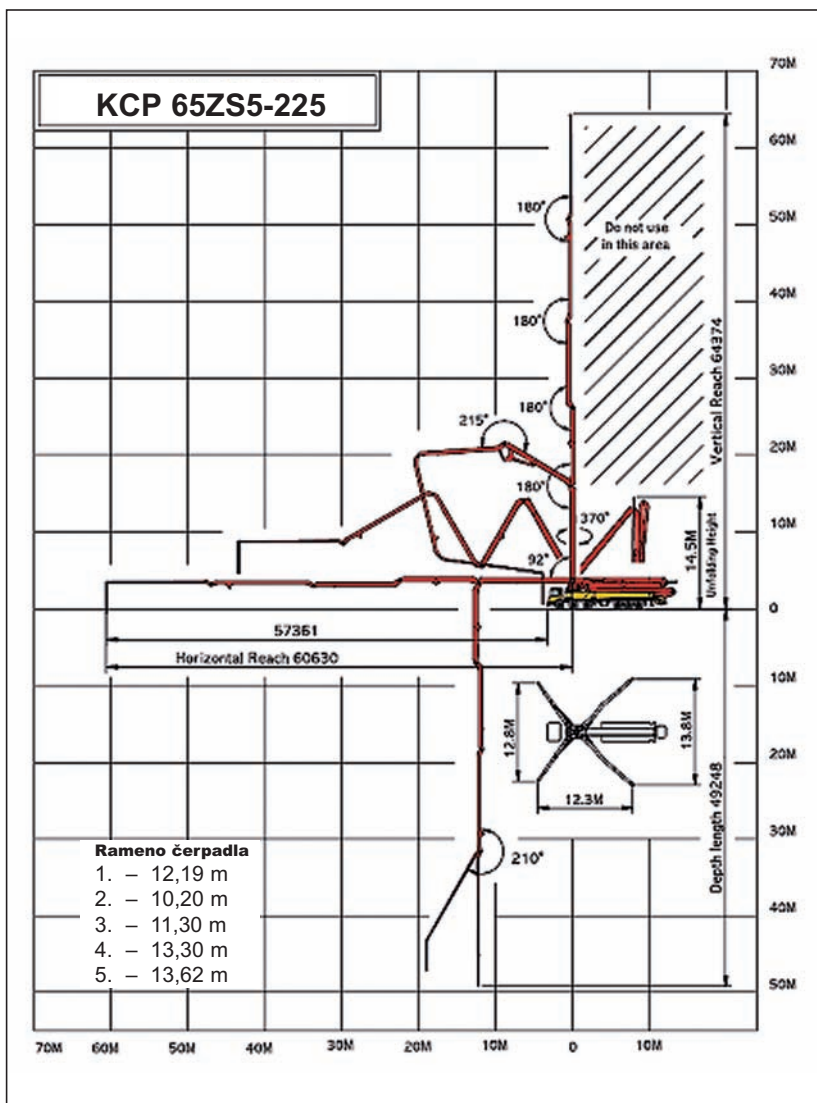 KCP 65ZS5-225
70M
60M
50M
40M
30M
20M
10M
0
10M
20M
30M
40M
50M
180°
Do not use
in this area
180°
Vertical Reach 64374
180°
215°
180°
370°
92°
14.5M
Unfolding Height
57361
Horizontal Reach 60630
12.8M
13.8M
12.3M
Depth length 49248
210°
Rameno čerpadla
1. – 12,19 m
2. – 10,20 m
3. – 11,30 m
4. – 13,30 m
5. – 13,62 m
70M 60M 50M 40M 30M 20M 10M 0 10M